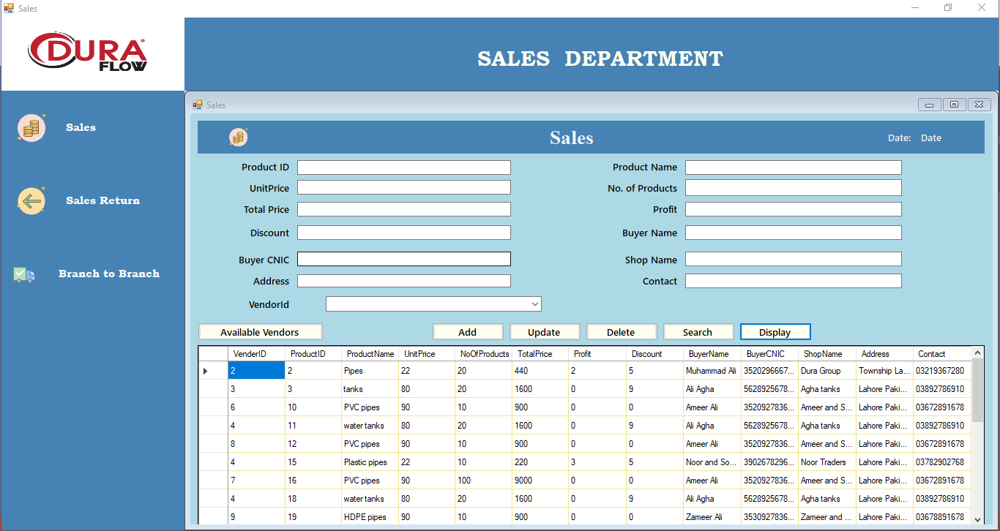 Sales
DURA®
FLOW
SALES DEPARTMENT
Sales
Sales Return
Branch to Branch
Sales
Sales
Date: Date
Product ID
Product Name
UnitPrice
No. of Products
Total Price
Profit
Discount
Buyer Name
Buyer CNIC
Shop Name
Address
Contact
VendorId
Available Vendors Add Update Delete Search Display
VenderID ProductID ProductName UnitPrice NoOfProducts TotalPrice Profit Discount BuyerName BuyerCNIC ShopName Address Contact
2 2 Pipes 22 20 440 2 5 Muhammad Ali 3520296667... Dura Group Township La... 03219367280
3 3 tanks 80 20 1600 0 9 Ali Agha 5628925678... Agha tanks Lahore Paki... 03892786910
6 10 PVC pipes 90 10 900 0 0 Ameer Ali 3520927836... Ameer and S... Lahore Paki... 03672891678
4 11 water tanks 80 20 1600 0 9 Ali Agha 5628925678... Agha tanks Lahore Paki... 03892786910
8 12 PVC pipes 90 10 900 0 0 Ameer Ali 3520927836... Ameer and S... Lahore Paki... 03672891678
4 15 Plastic pipes 22 10 220 3 5 Noor and So... 3902678296... Noor Traders Lahore Paki... 03782902768
7 16 PVC pipes 90 100 9000 0 0 Ameer Ali 3520927836... Ameer and S... Lahore Paki... 03672891678
4 18 water tanks 80 20 1600 0 9 Ali Agha 5628925678... Agha tanks Lahore Paki... 03892786910
9 19 HDPE pipes 90 10 900 0 0 Zameer Ali 3530927836... Zameer and ... Lahore Paki... 03678891678